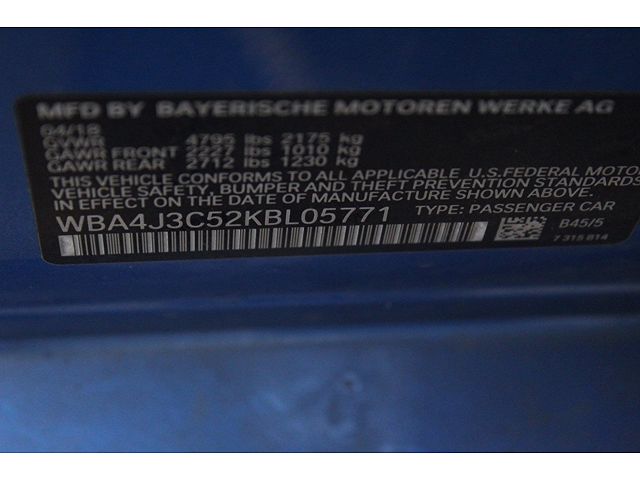 MFD BY BAYERISCHE MOTOREN WERKE AG
04/18
GVWR 4795 lbs 2175 kg
GAWR FRONT 2227 lbs 1010 kg
GAWR REAR 2712 lbs 1230 kg
THIS VEHICLE CONFORMS TO ALL APPLICABLE U.S.FEDERAL MOTO
VEHICLE SAFETY, BUMPER AND THEFT PREVENTION STANDARDS
IN EFFECT ON THE DATE OF MANUFACTURE SHOWN ABOVE.
WBA4J3C52KBL05771 TYPE: PASSENGER CAR
B45/5
7 315 814